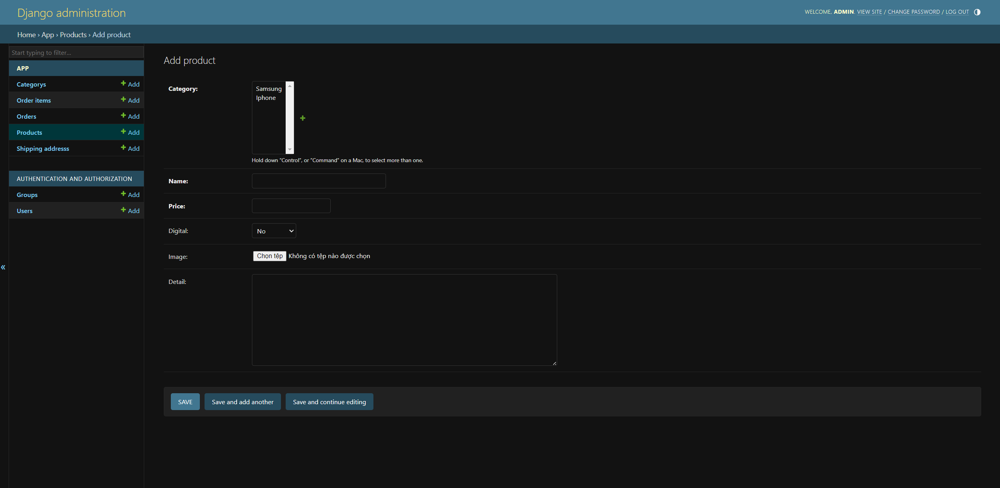 Django administration
WELCOME, ADMIN. VIEW SITE / CHANGE PASSWORD / LOG OUT
Home › App › Products › Add product
Start typing to filter...
APP
Categorys Add
Order items Add
Orders Add
Products Add
Shipping addresss Add
AUTHENTICATION AND AUTHORIZATION
Groups Add
Users Add
«
Add product
Category:
Samsung
Iphone
Hold down “Control”, or “Command” on a Mac, to select more than one.
Name:
Price:
Digital: No
Image: Chọn tệp Không có tệp nào được chọn
Detail:
SAVE Save and add another Save and continue editing